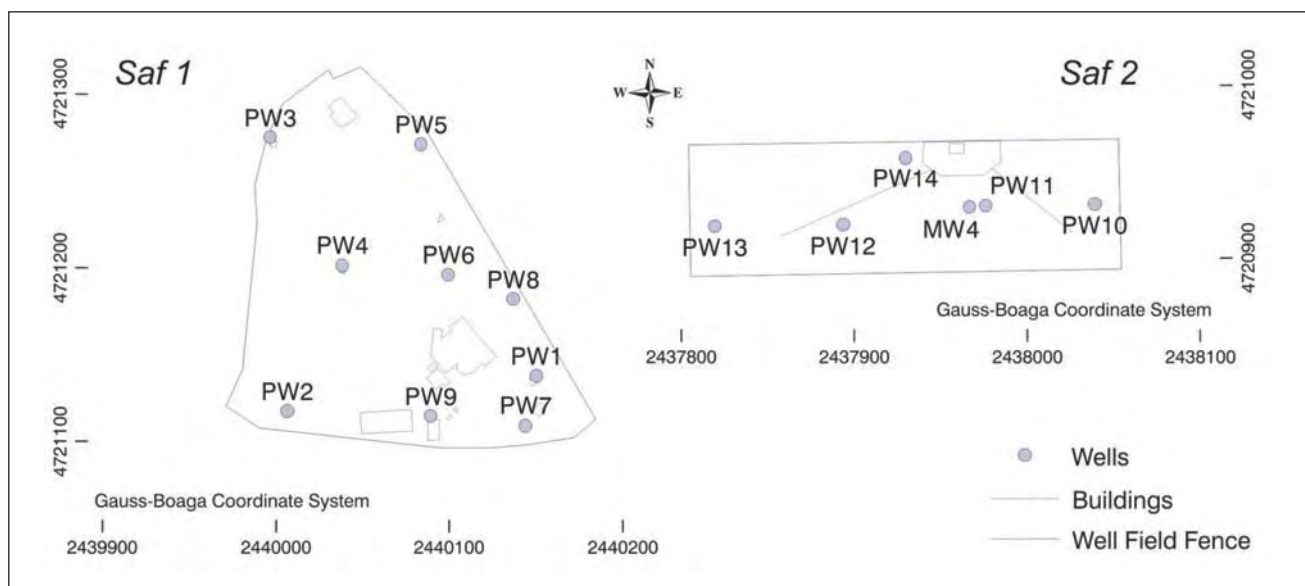 Saf 1
4721300
4721200
4721100
PW3
PW5
PW4
PW6
PW8
PW1
PW2
PW9
PW7
Gauss-Boaga Coordinate System
2439900
2440000
2440100
2440200
N
W
E
S
Saf 2
4721000
4720900
PW14
PW11
PW13
PW12
MW4
PW10
Gauss-Boaga Coordinate System
2437800
2437900
2438000
2438100
Wells
Buildings
Well Field Fence